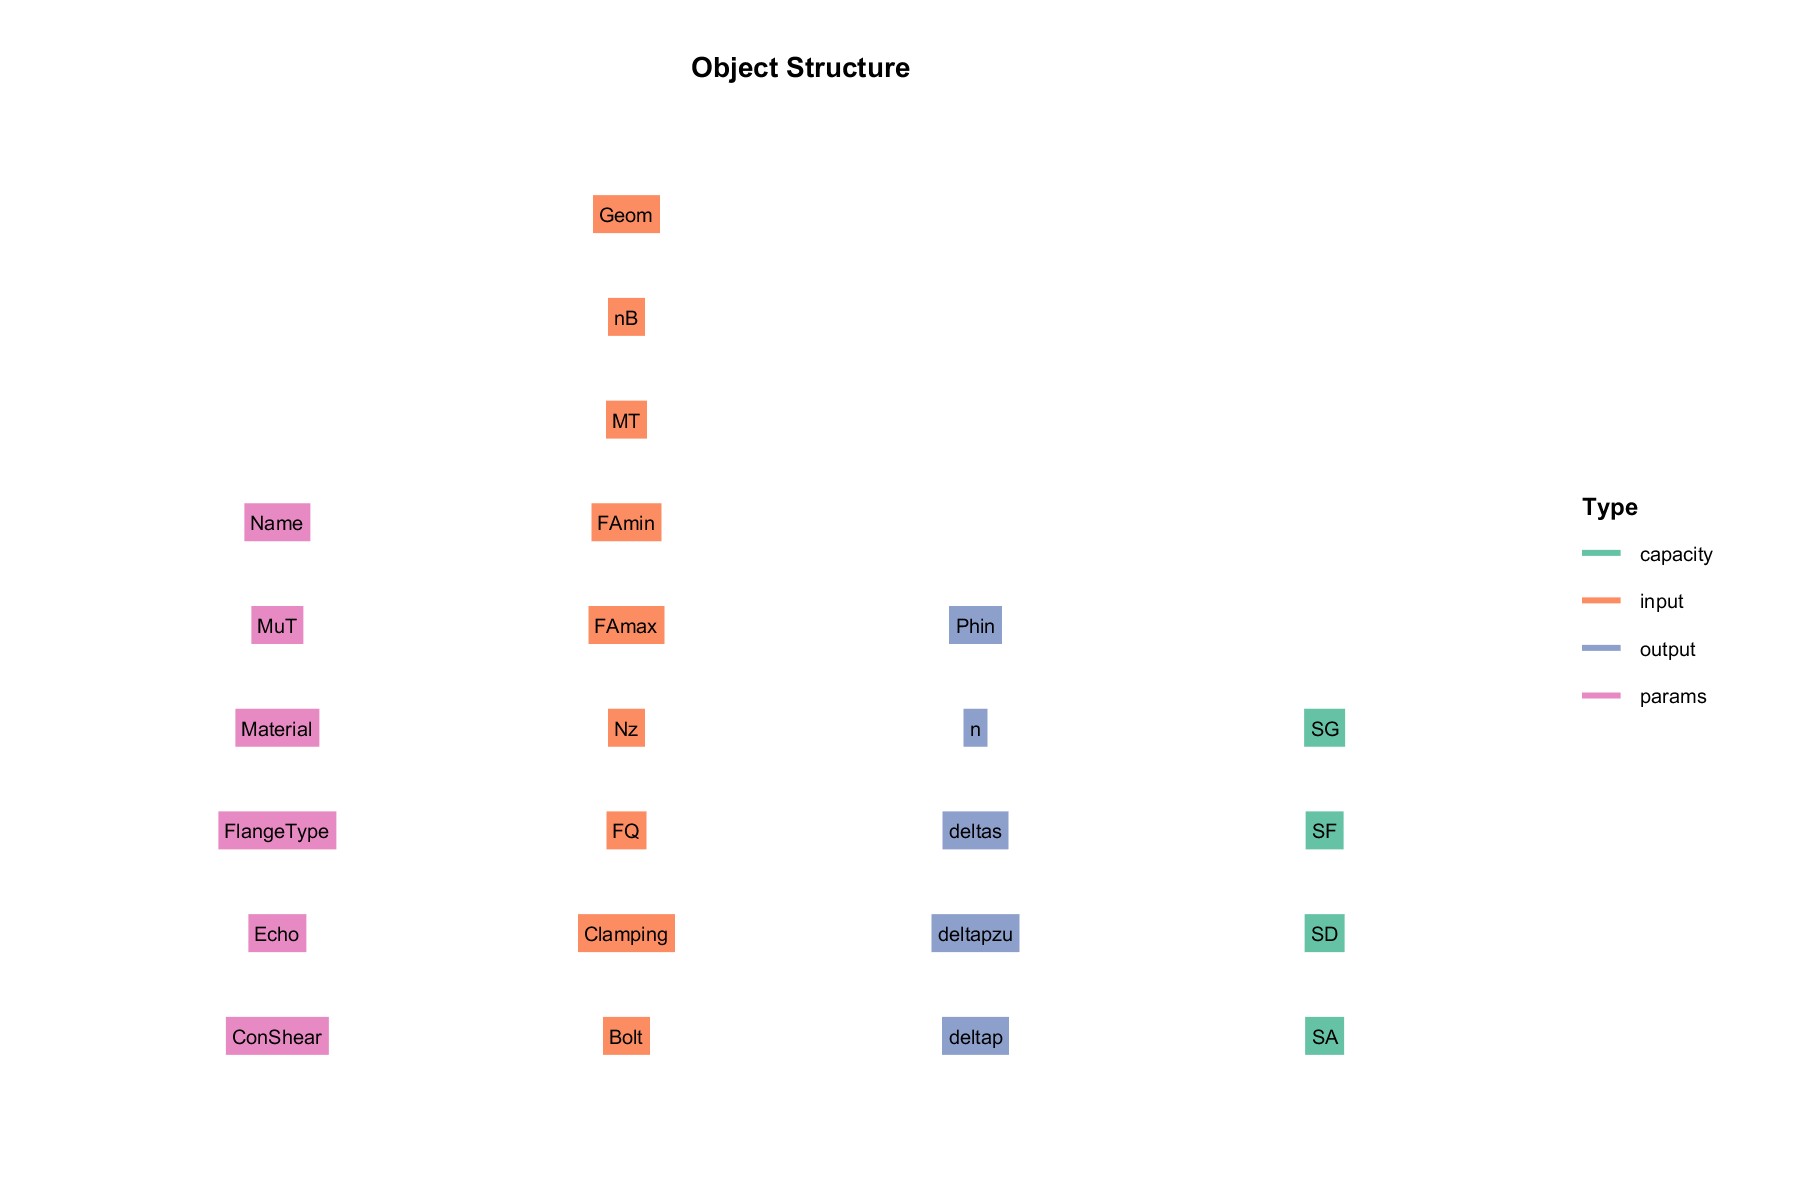 Object Structure
Geom
nB
MT
Name
FAmin
MuT
FAmax
Phin
Material
Nz
n
SG
FlangeType
FQ
deltas
SF
Echo
Clamping
deltapzu
SD
ConShear
Bolt
deltap
SA
Type
capacity
input
output
params